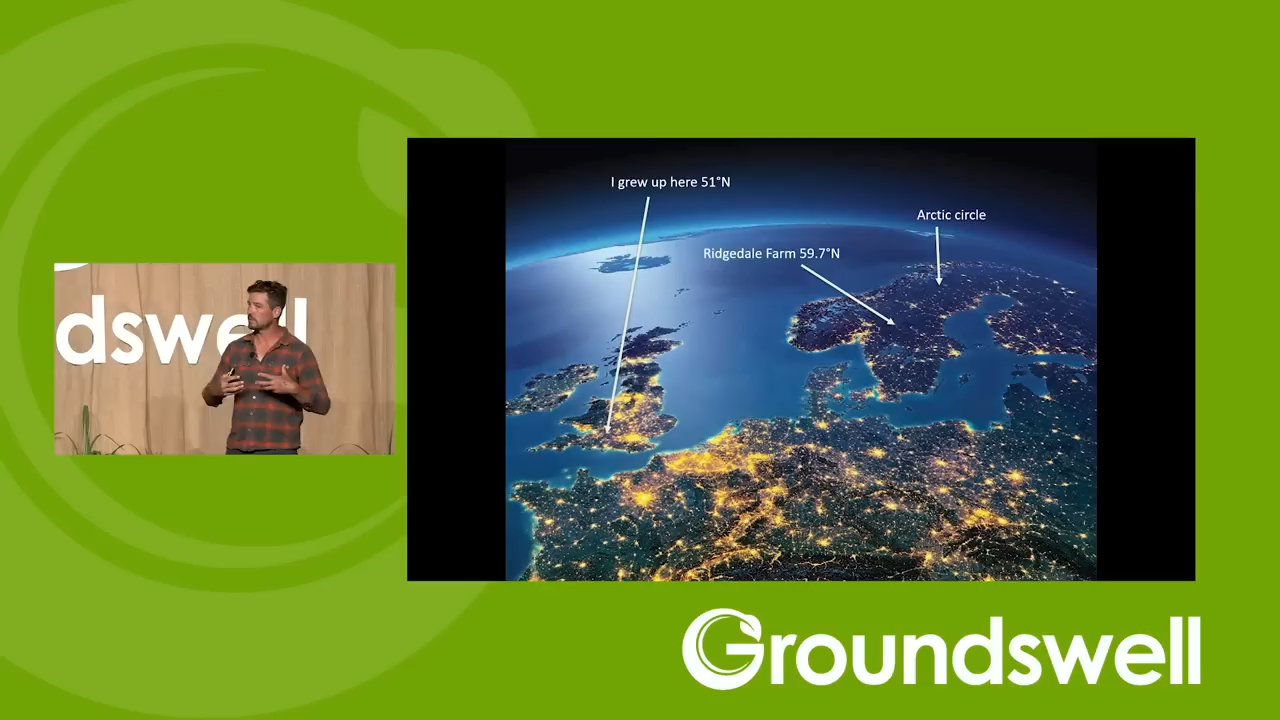 I grew up here 51°N
Arctic circle
Ridgedale Farm 59.7°N
dswell
Groundswell